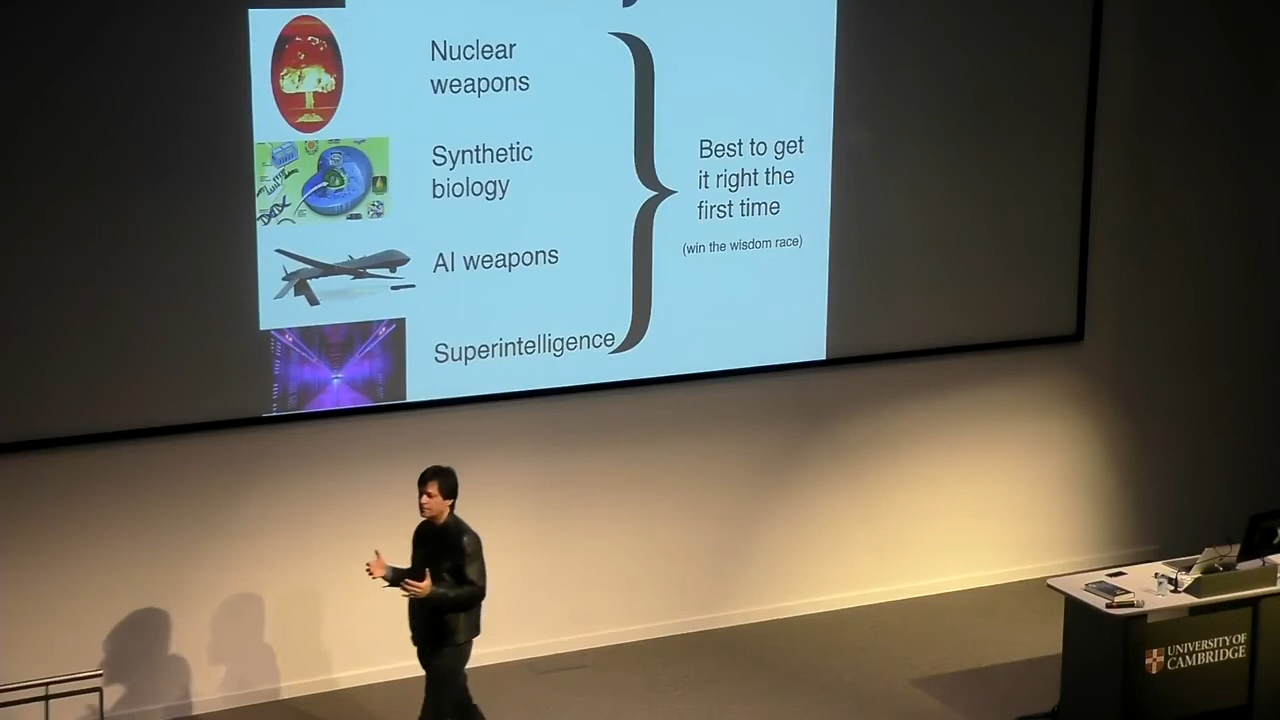 Nuclear
weapons
Synthetic
biology
AI weapons
Superintelligence
Best to get
it right the
first time
(win the wisdom race)
UNIVERSITY OF
CAMBRIDGE